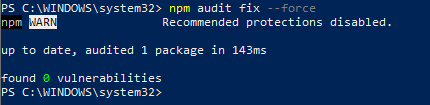 PS C:\WINDOWS\system32> npm audit fix --force
npm WARN Recommended protections disabled.
up to date, audited 1 package in 143ms
found 0 vulnerabilities
PS C:\WINDOWS\system32>